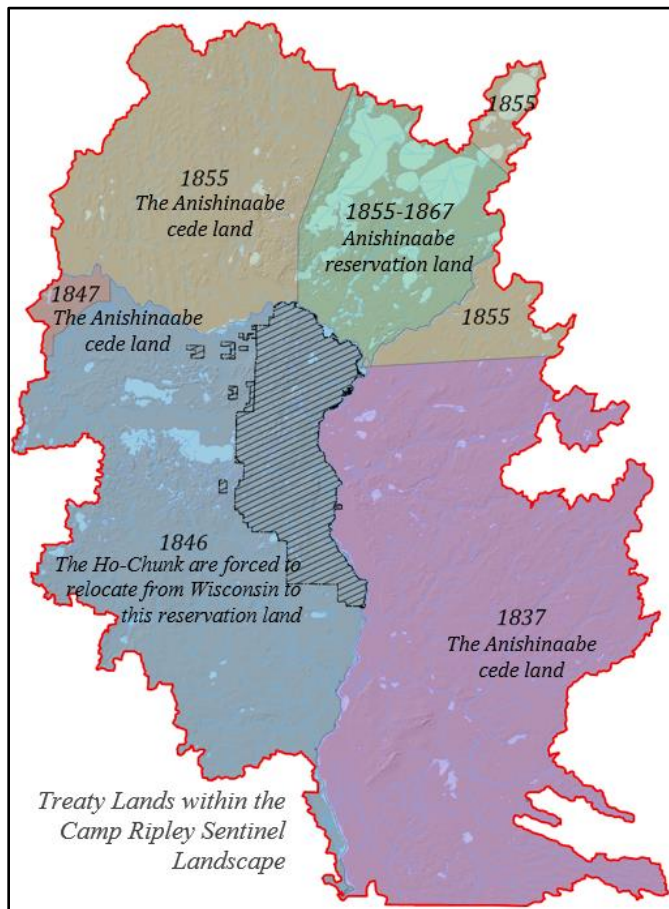 1855
1855
The Anishinaabe
cede land
1855-1867
Anishinaabe
reservation land
1847
The Anishinaabe
cede land
1855
1846
The Ho-Chunk are forced to
relocate from Wisconsin to
this reservation land
1837
The Anishinaabe
cede land
Treaty Lands within the
Camp Ripley Sentinel
Landscape